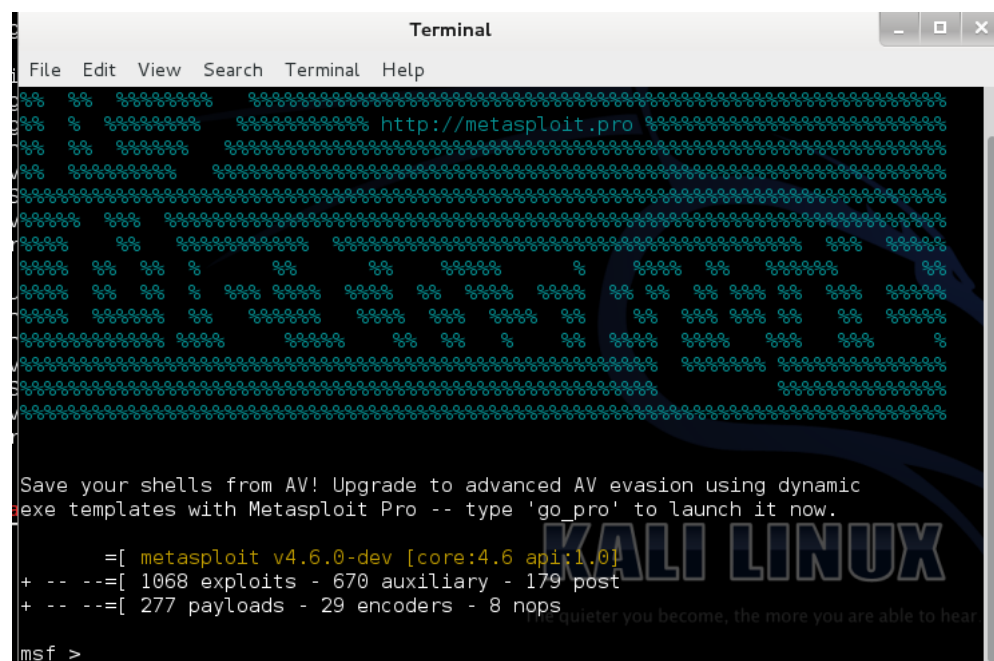 Terminal
File Edit View Search Terminal Help
%% %% %%%%%%%% %%%%%%%%%%%%%%%%%%%%%%%%%%%%%%%%%%%%%%%%%%%%%%%%%%
%% % %%%%%%%% %%%%%%%%%%% http://metasploit.pro %%%%%%%%%%%%%%%%%%%%%%%%%
%% %% %%%%%% %%%%%%%%%%%%%%%%%%%%%%%%%%%%%%%%%%%%%%%%%%%%%%%%%%%%%%%%%%%%
Save your shells from AV! Upgrade to advanced AV evasion using dynamic
exe templates with Metasploit Pro -- type 'go_pro' to launch it now.
=[ metasploit v4.6.0-dev [core:4.6 api:1.0]
+ -- --=[ 1068 exploits - 670 auxiliary - 179 post
+ -- --=[ 277 payloads - 29 encoders - 8 nops
KALI LINUX
The quieter you become, the more you are able to hear.
msf >